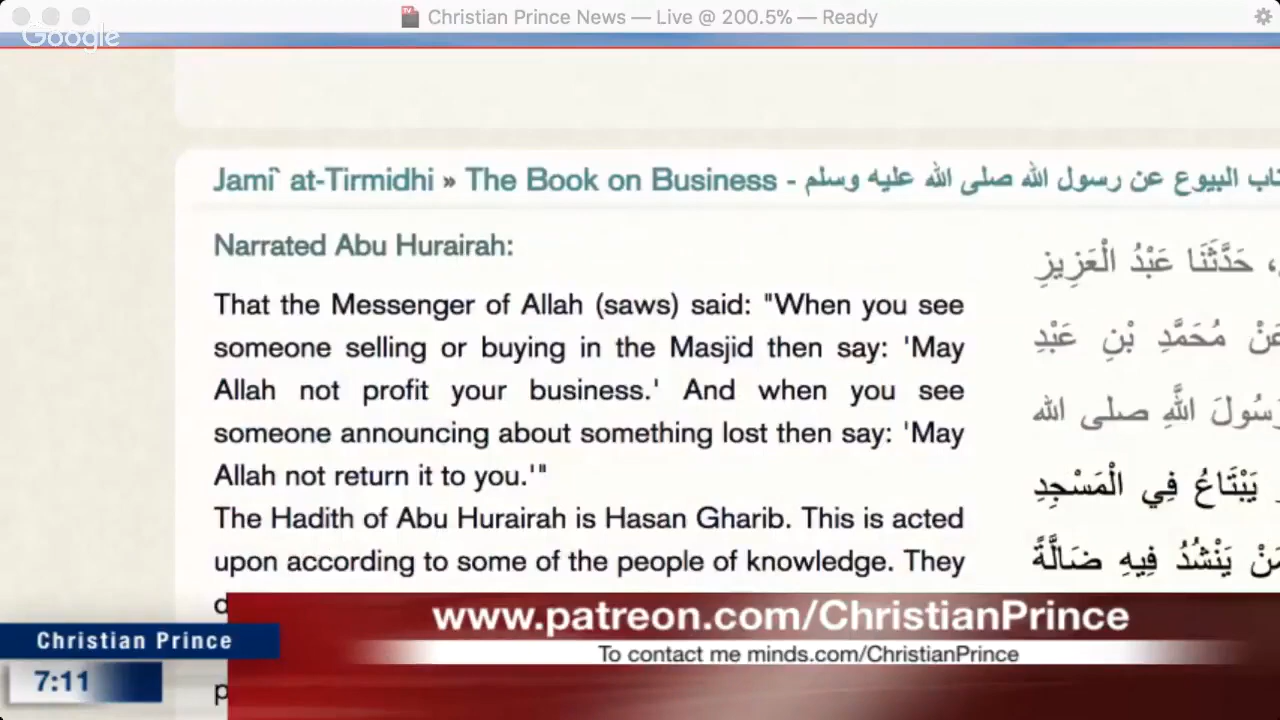 Christian Prince News — Live @ 200.5% — Ready
Google
Jami` at-Tirmidhi » The Book on Business - تاب البيوع عن رسول الله صلى الله عليه وسلم
Narrated Abu Hurairah:
That the Messenger of Allah (saws) said: "When you see
someone selling or buying in the Masjid then say: 'May
Allah not profit your business.' And when you see
someone announcing about something lost then say: 'May
Allah not return it to you.'"
The Hadith of Abu Hurairah is Hasan Gharib. This is acted
upon according to some of the people of knowledge. They
، حَدَّثَنَا عَبْدُ الْعَزِيزِ
عَنْ مُحَمَّدِ بْنِ عَبْدِ
رَسُولَ اللَّهِ صلى الله
يَبْتَاعُ فِي الْمَسْجِدِ
مَنْ يَنْشُدُ فِيهِ ضَالَّةً
www.patreon.com/ChristianPrince
Christian Prince
To contact me minds.com/ChristianPrince
7:11